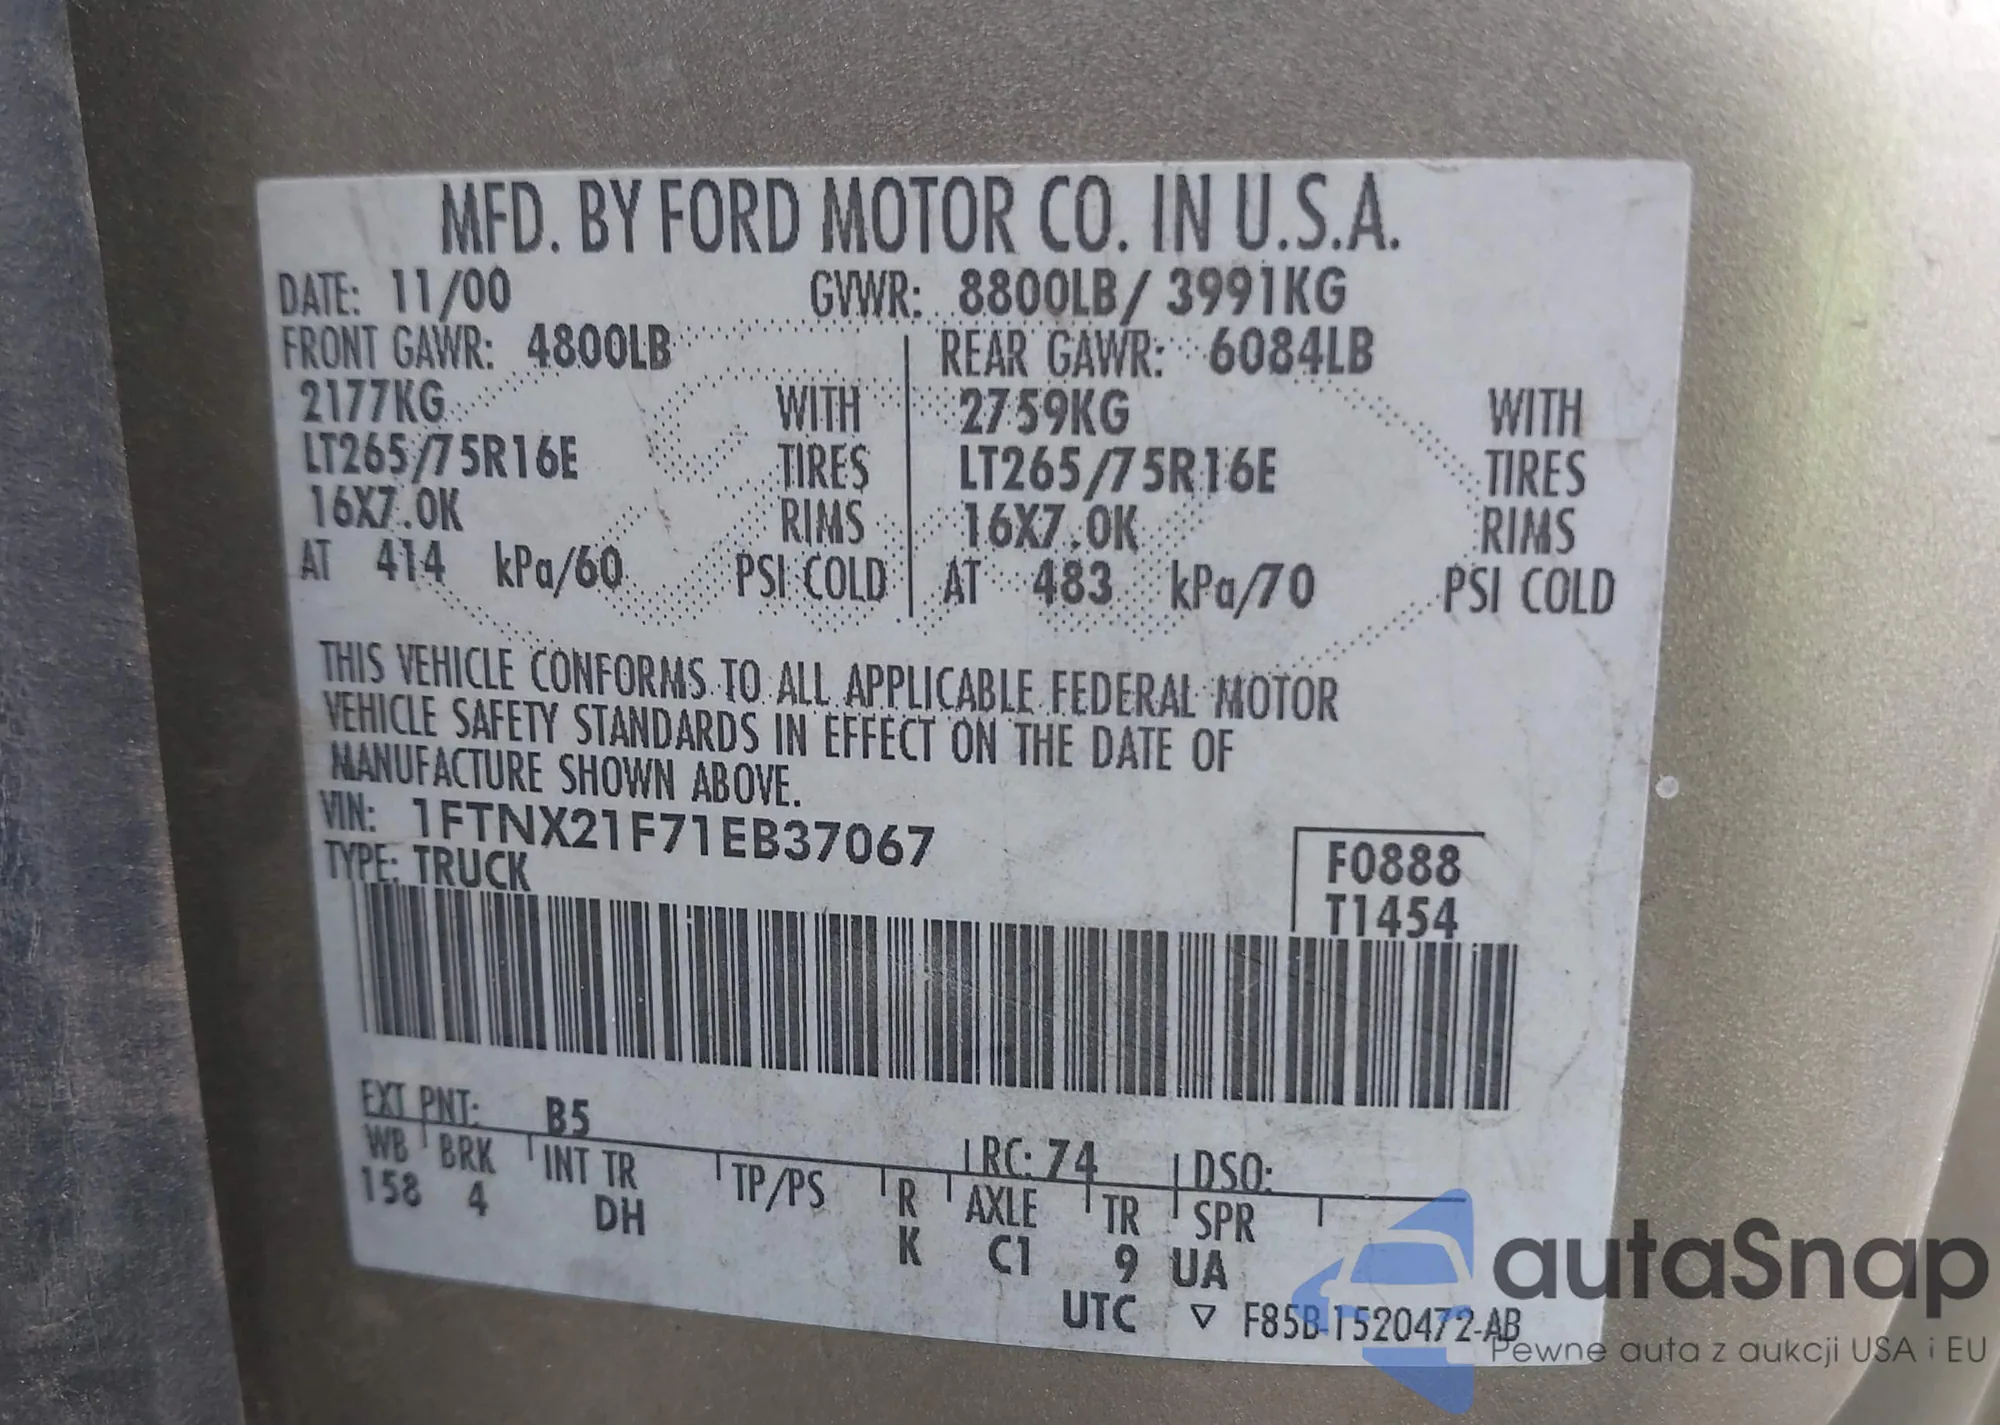 MFD. BY FORD MOTOR CO. IN U.S.A.
DATE: 11/00 GVWR: 8800LB/ 3991KG
FRONT GAWR: 4800LB REAR GAWR: 6084LB
2177KG WITH 2759KG WITH
LT265/75R16E TIRES LT265/75R16E TIRES
16X7.0K RIMS 16X7.0K RIMS
AT 414 kPa/60 PSI COLD AT 483 kPa/70 PSI COLD
THIS VEHICLE CONFORMS TO ALL APPLICABLE FEDERAL MOTOR
VEHICLE SAFETY STANDARDS IN EFFECT ON THE DATE OF
MANUFACTURE SHOWN ABOVE.
VIN: 1FTNX21F71EB37067
TYPE: TRUCK
F0888
T1454
EXT PNT: B5 RC: 74 DSO:
WB BRK INT TR TP/PS R AXLE TR SPR
158 4 DH K C1 9 UA
UTC ▽ F85B-1520472-AB
autaSnap
Pewne auta z aukcji USA i EU